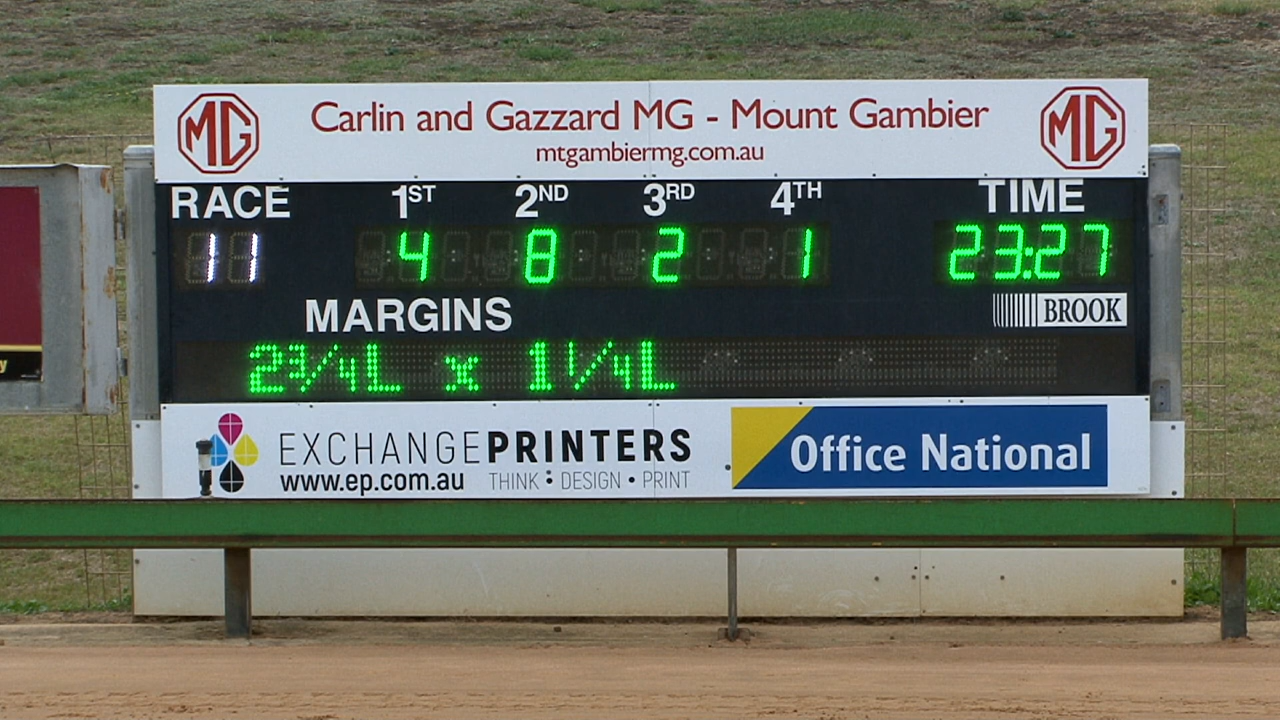 MG Carlin and Gazzard MG - Mount Gambier MG
mtgambiermg.com.au
RACE 1ST 2ND 3RD 4TH TIME
11 4 8 2 1 23:27
MARGINS BROOK
2¾L x 1¼L
EXCHANGEPRINTERS
www.ep.com.au THINK : DESIGN • PRINT
Office National
y